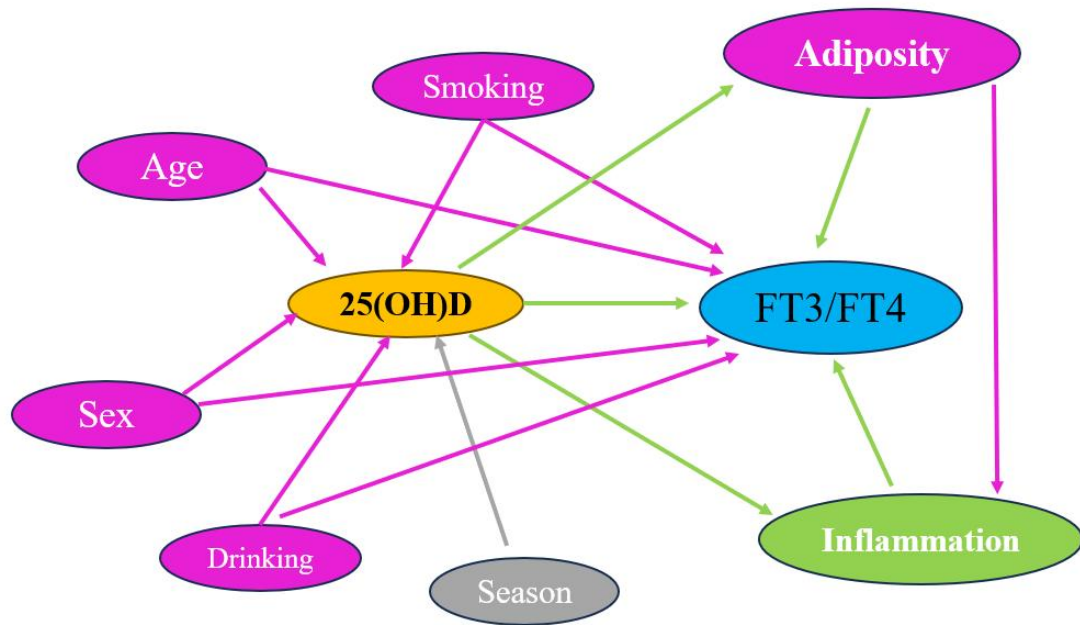 Adiposity
Smoking
Age
25(OH)D
FT3/FT4
Sex
Inflammation
Drinking
Season